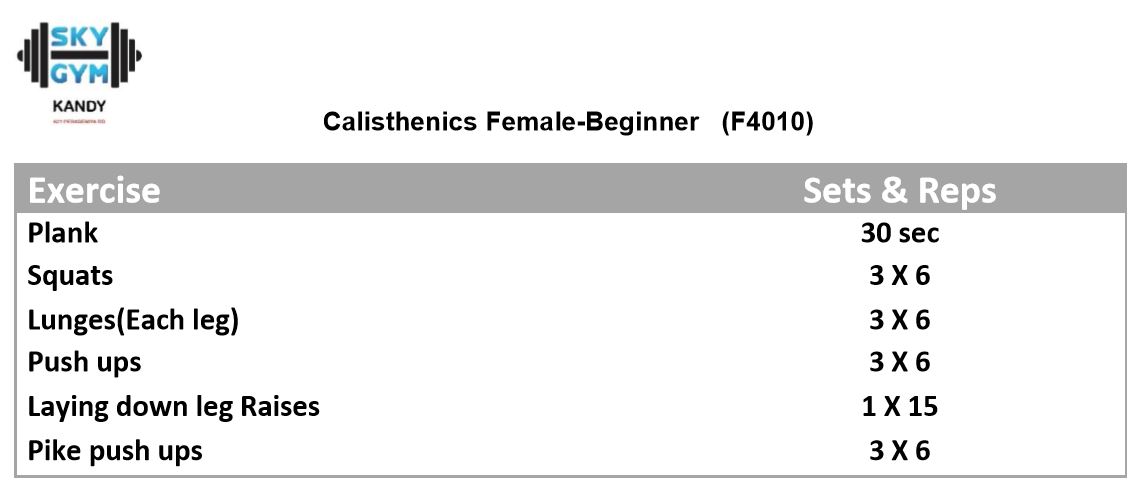 SKY
GYM
KANDY
Calisthenics Female-Beginner (F4010)
Exercise Sets & Reps
Plank 30 sec
Squats 3 X 6
Lunges(Each leg) 3 X 6
Push ups 3 X 6
Laying down leg Raises 1 X 15
Pike push ups 3 X 6